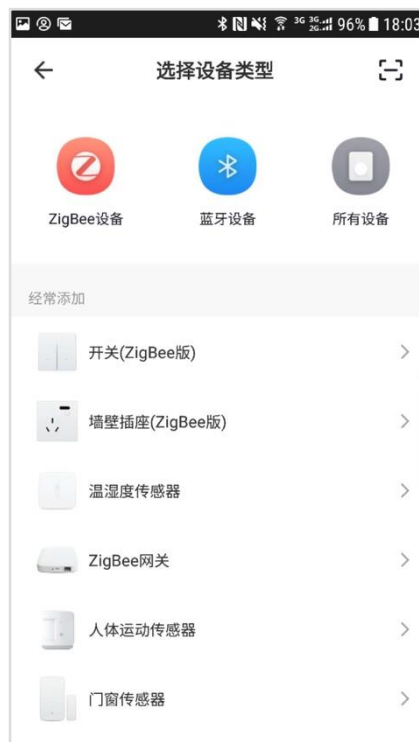 3G 3G 2G 96% 18:03
选择设备类型
ZigBee设备 蓝牙设备 所有设备
经常添加
开关(ZigBee版)
墙壁插座(ZigBee版)
温湿度传感器
ZigBee网关
人体运动传感器
门窗传感器